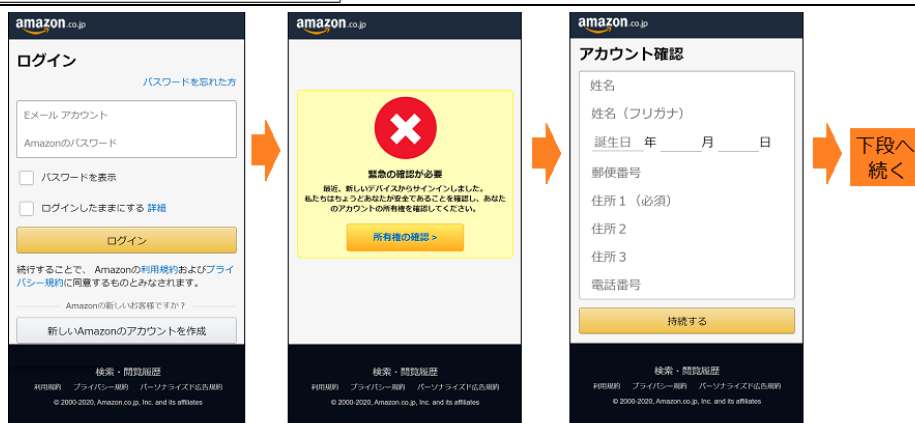 amazon.co.jp
ログイン
パスワードを忘れた方
Eメール アカウント
Amazonのパスワード
パスワードを表示
ログインしたままにする 詳細
ログイン
続行することで、 Amazonの利用規約およびプライ
バシー規約に同意するものとみなされます。
Amazonの新しいお客様ですか？
新しいAmazonのアカウントを作成
検索・閲覧履歴
利用規約 プライバシー規約 パーソナライズド広告規約
© 2000-2020, Amazon.co.jp, Inc. and its affiliates
amazon.co.jp
緊急の確認が必要
最近、新しいデバイスからサインインしました。
私たちはちょうどあなたが安全であることを確認し、あなた
のアカウントの所有権を確認してください。
所有権の確認 >
検索・閲覧履歴
利用規約 プライバシー規約 パーソナライズド広告規約
© 2000-2020, Amazon.co.jp, Inc. and its affiliates
amazon.co.jp
アカウント確認
姓名
姓名（フリガナ）
誕生日 年 月 日
郵便番号
住所１（必須）
住所２
住所３
電話番号
持続する
検索・閲覧履歴
利用規約 プライバシー規約 パーソナライズド広告規約
© 2000-2020, Amazon.co.jp, Inc. and its affiliates
下段へ
続く